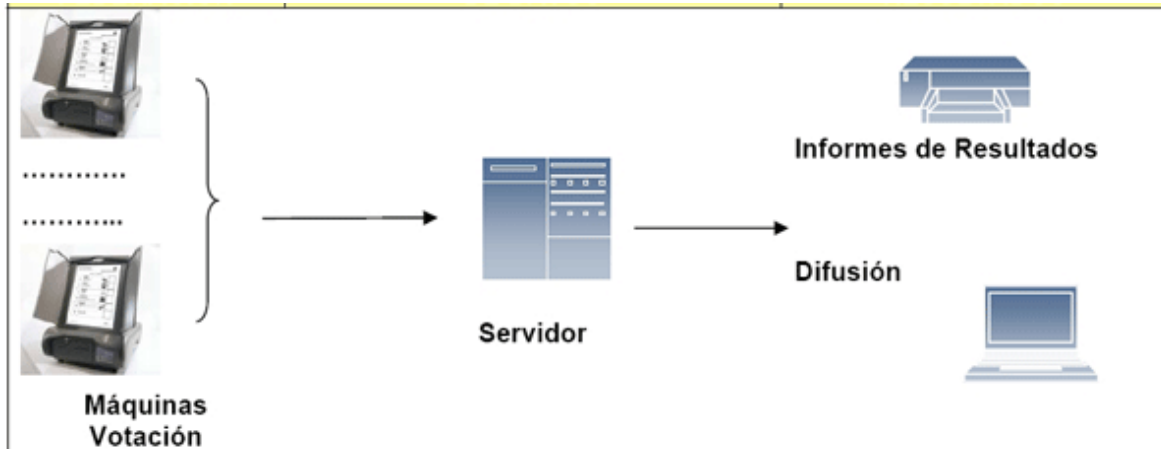 ............
............
Máquinas
Votación
Servidor
Informes de Resultados
Difusión